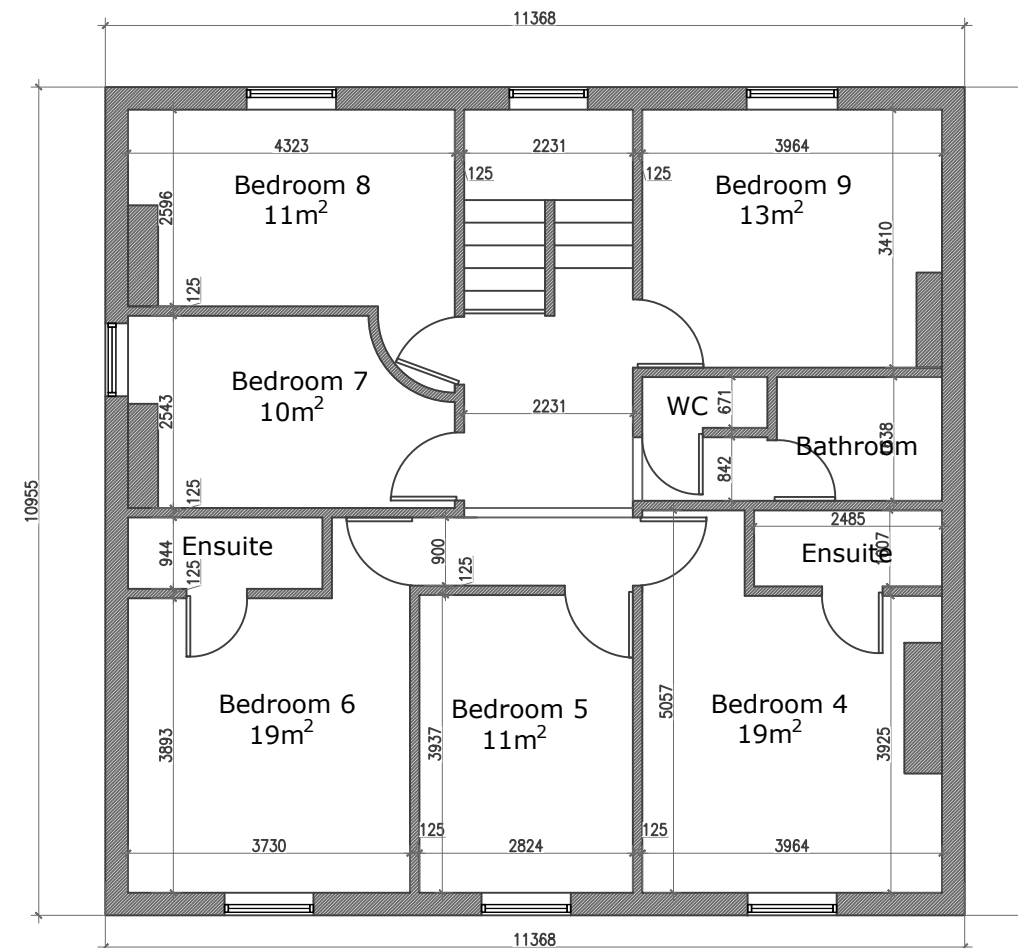 11368
10955
4323
2231
3964
125
125
Bedroom 8
11m²
2596
Bedroom 9
13m²
3410
125
Bedroom 7
10m²
2543
2231
WC
671
Bathroom
842
125
Ensuite
944
125
900
125
2485
Ensuite
Bedroom 6
19m²
3893
Bedroom 5
11m²
3937
5057
Bedroom 4
19m²
3925
125
125
3730
2824
3964
11368